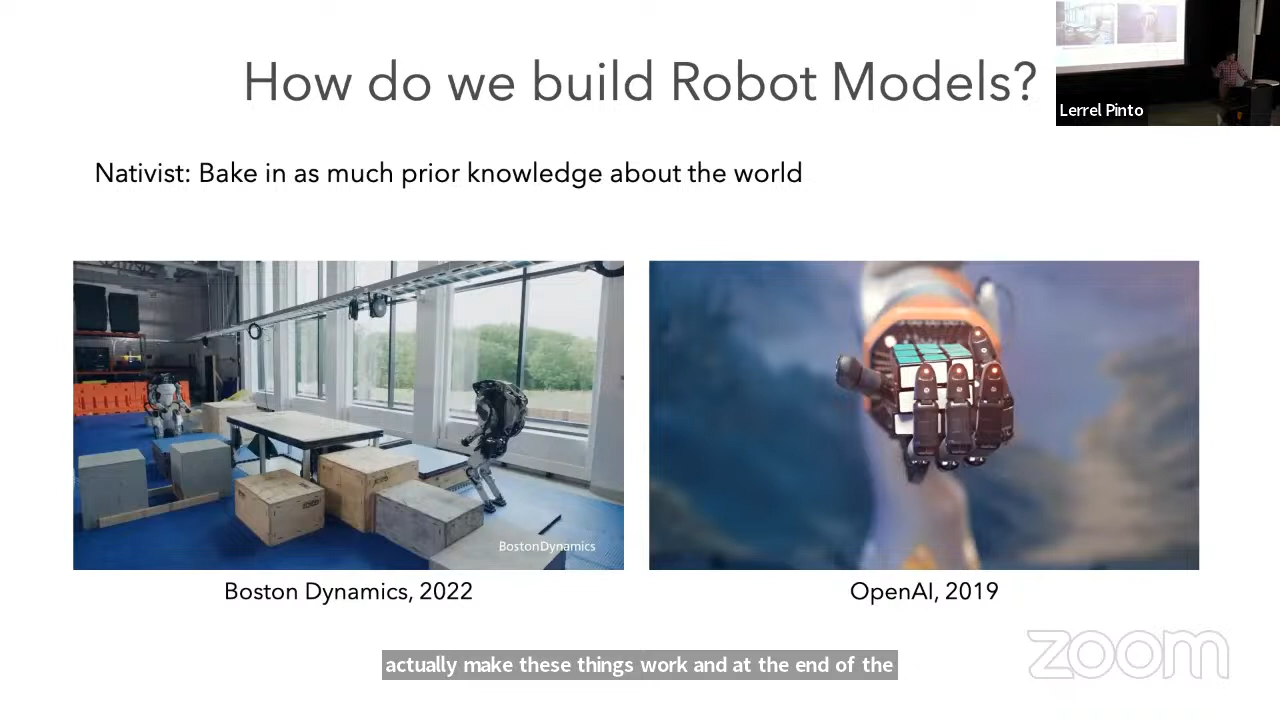 How do we build Robot Models?
Lerrel Pinto
Nativist: Bake in as much prior knowledge about the world
BostonDynamics
Boston Dynamics, 2022
OpenAI, 2019
actually make these things work and at the end of the
zoom